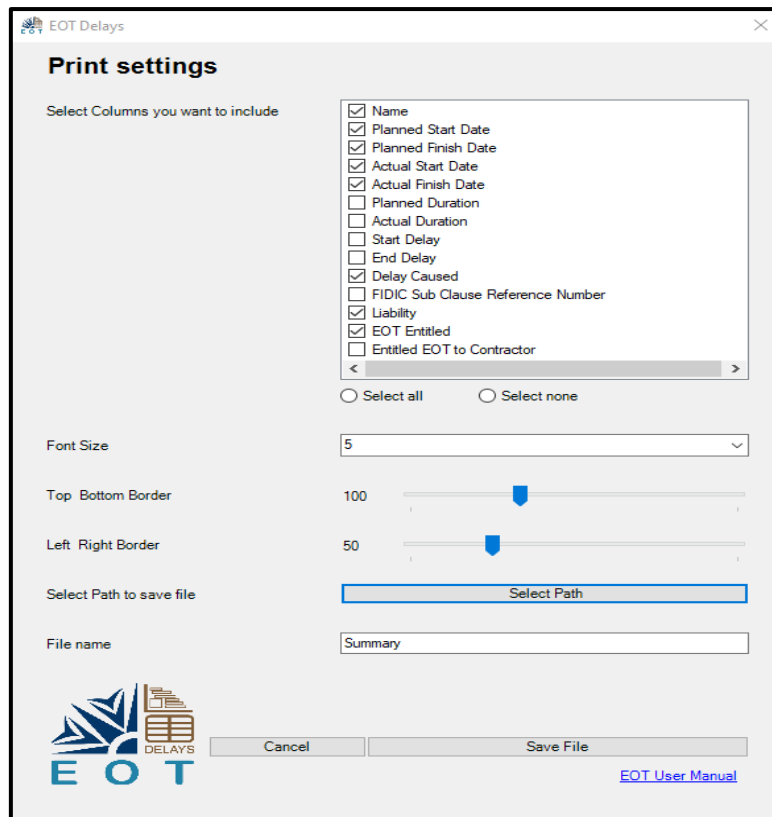 EOT
EOT Delays
Print settings
Select Columns you want to include
Name
Planned Start Date
Planned Finish Date
Actual Start Date
Actual Finish Date
Planned Duration
Actual Duration
Start Delay
End Delay
Delay Caused
FIDIC Sub Clause Reference Number
Liability
EOT Entitled
Entitled EOT to Contractor
Select all Select none
Font Size 5
Top Bottom Border 100
Left Right Border 50
Select Path to save file Select Path
File name Summary
DELAYS
EOT
Cancel Save File
EOT User Manual